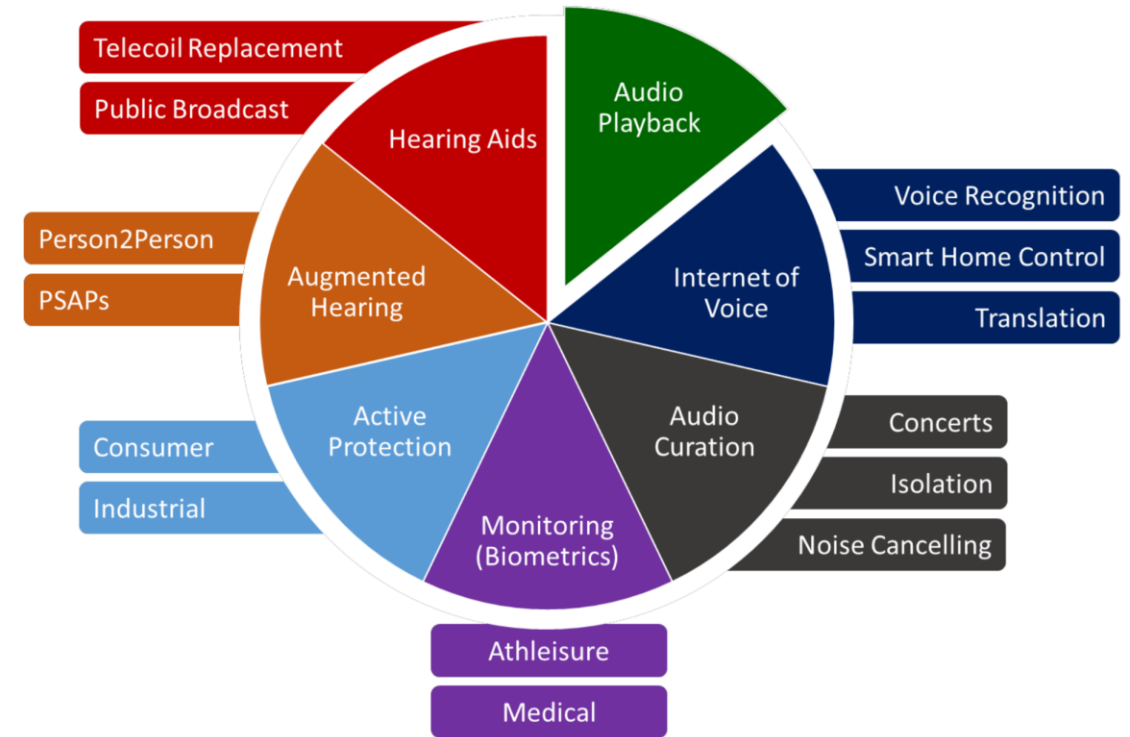 Telecoil Replacement
Public Broadcast
Hearing Aids
Audio
Playback
Voice Recognition
Smart Home Control
Translation
Internet of
Voice
Person2Person
PSAPs
Augmented
Hearing
Active
Protection
Consumer
Industrial
Audio
Curation
Concerts
Isolation
Noise Cancelling
Monitoring
(Biometrics)
Athleisure
Medical